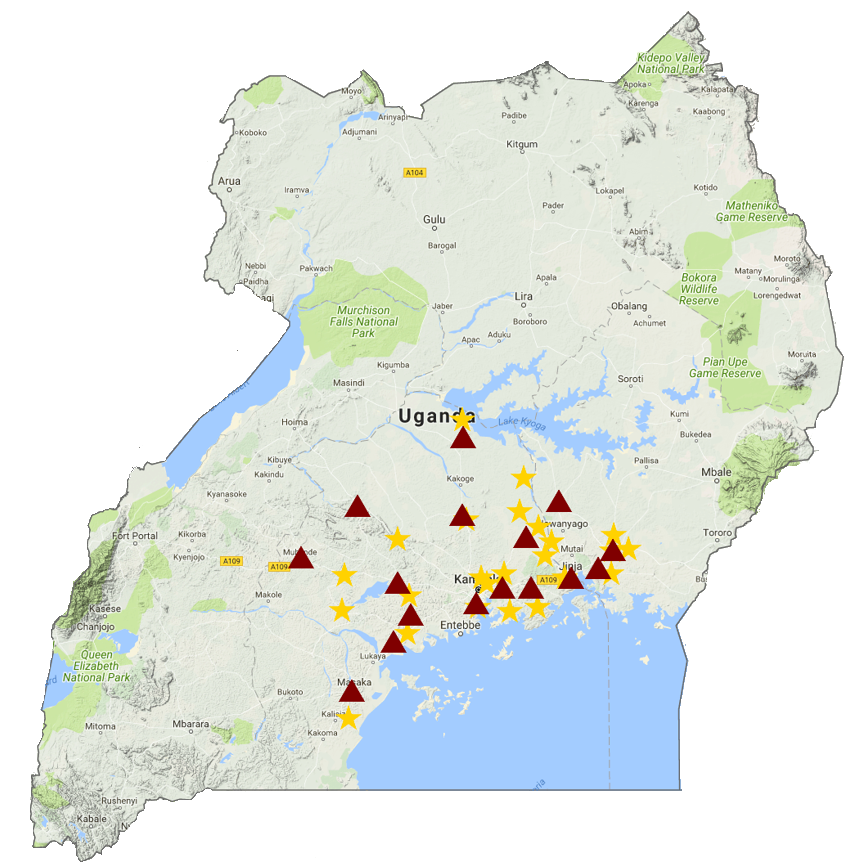 Kidepo Valley
National Park
Apoka
Kalapata
Karenga
Kaabong
Moyo
Arinyap
Padibe
Koboko
Adjumani
Kitgum
A104
Arua
Iramva
Lokapel
Kotido
Matheniko
Game Reserve
Pader
Gulu
Barogal
Abim
Nebbi
Pakwach
Paidha
Moroto
Matany
Morulinga
Lorengedwat
Bokora
Wildlife
Reserve
Apala
Lira
Jaber
Murchison
Falls National
Park
Boroboro
Obalang
Achumet
Aduku
Apac
Moruita
Pian Upe
Game Reserve
Kigumba
Masindi
Soroti
Uganda
Lake Kyoga
Kumi
Hoima
Bukedea
Kibuye
Kakindu
Pallisa
Mbale
Kakoge
Kyanasoke
swanyago
Fort Portal
Kikorba
Kyenjojo
A109
A109
Mutai
Tororo
Jinja
A109
Makole
Kasese
Chanjojo
Entebbe
Queen
Elizabeth
National Park
Lukaya
Masaka
Bukoto
Kalisi
Mitoma
Mbarara
Kakoma
Rushenyi
Kabale